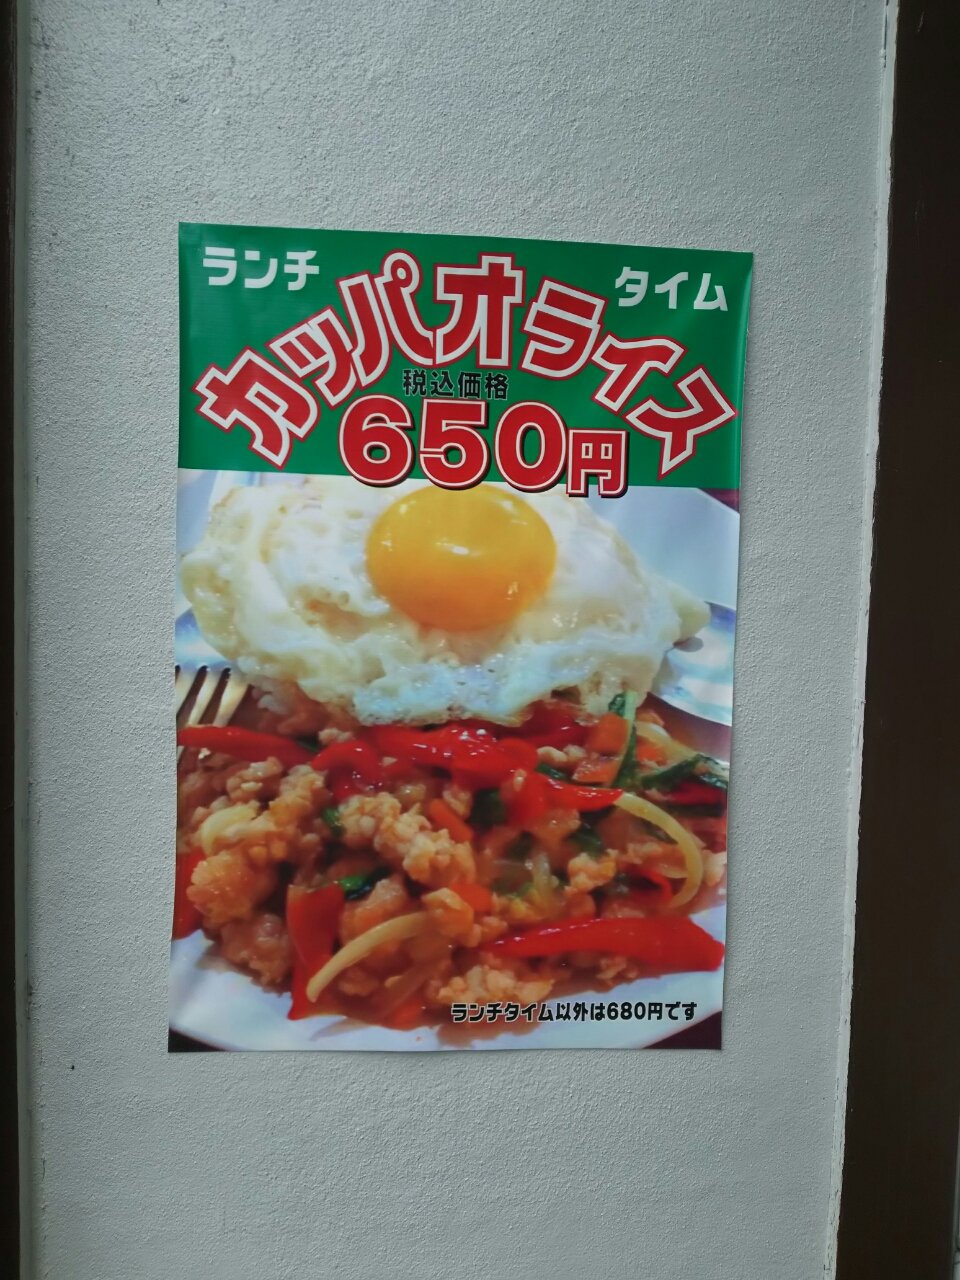 ランチ タイム
カッパオライス
税込価格
650円
ランチタイム以外は680円です